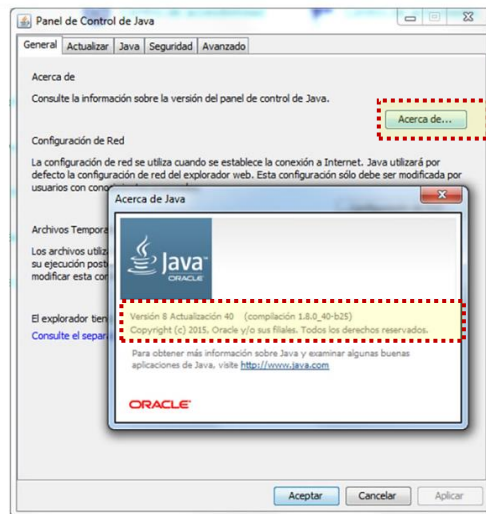 Panel de Control de Java
General Actualizar Java Seguridad Avanzado
Acerca de
Consulte la información sobre la versión del panel de control de Java.
Acerca de...
Configuración de Red
La configuración de red se utiliza cuando se establece la conexión a Internet. Java utilizará por
defecto la configuración de red del explorador web. Esta configuración sólo debe ser modificada por
usuarios con
Acerca de Java
Archivos
Los archivos
su ejecución
modificar esta
Java
ORACLE
El explorador
Consulte el
Versión 8 Actualización 40 (compilación 1.8.0_40-b25)
Copyright (c) 2015, Oracle y/o sus filiales. Todos los derechos reservados.
Para obtener más información sobre Java y examinar algunas buenas
aplicaciones de Java, visite http://www.java.com
ORACLE
Aceptar Cancelar Aplicar